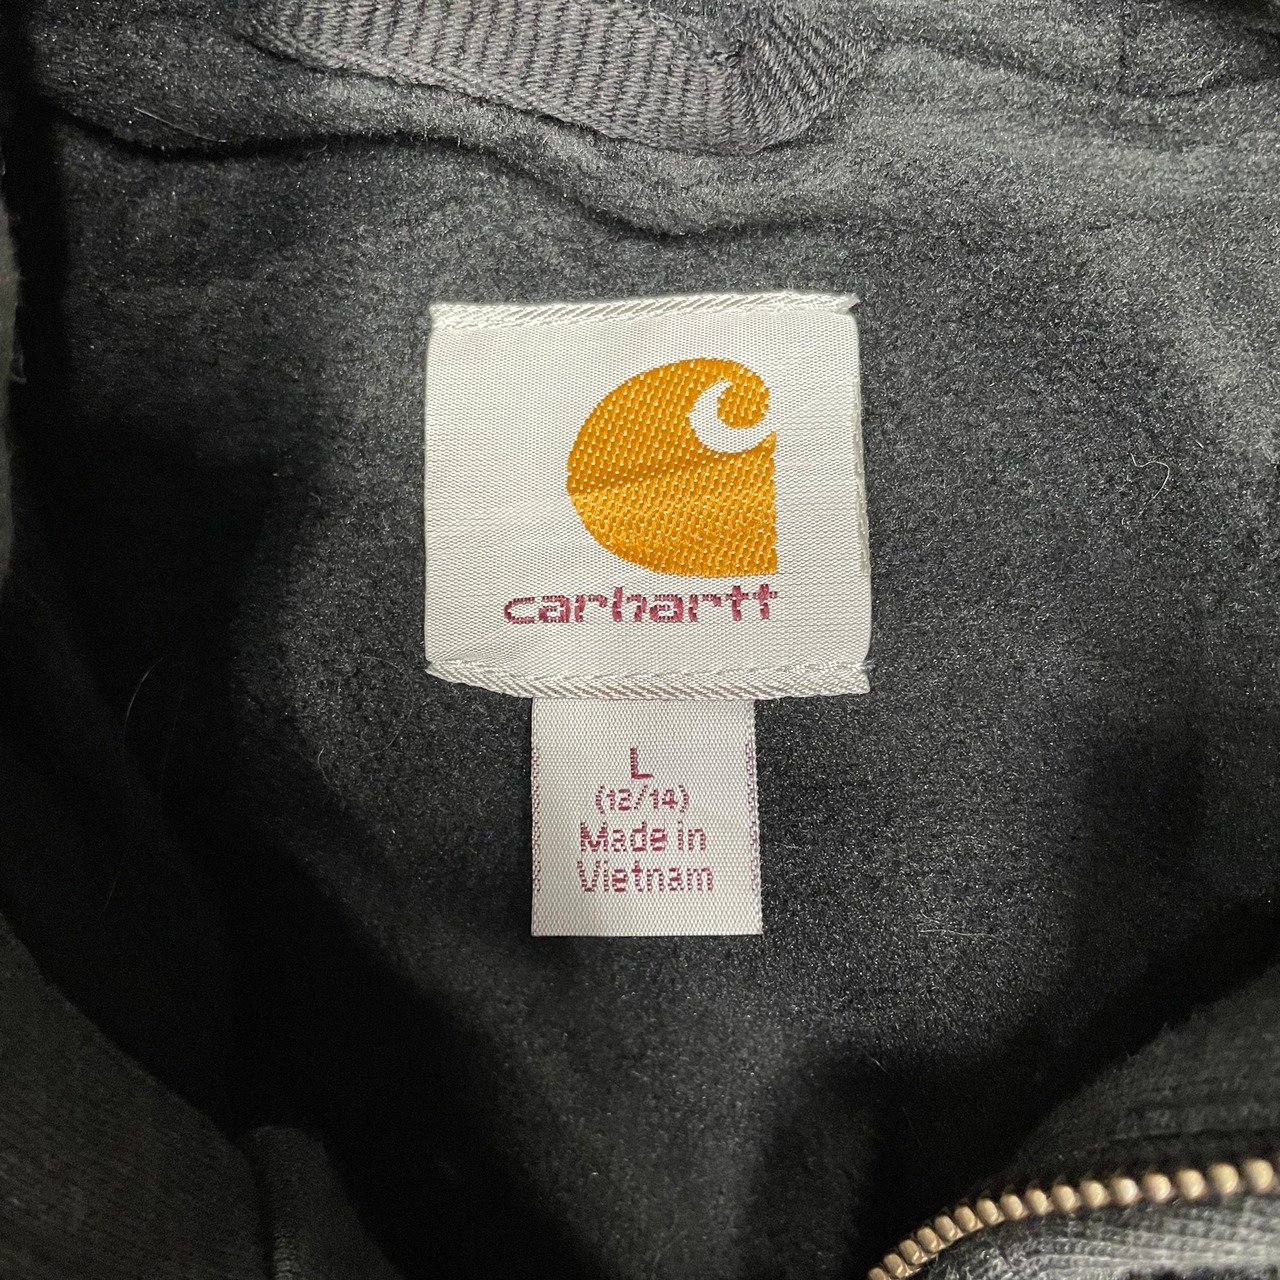 carhartt
L
(12/14)
Made in
Vietnam